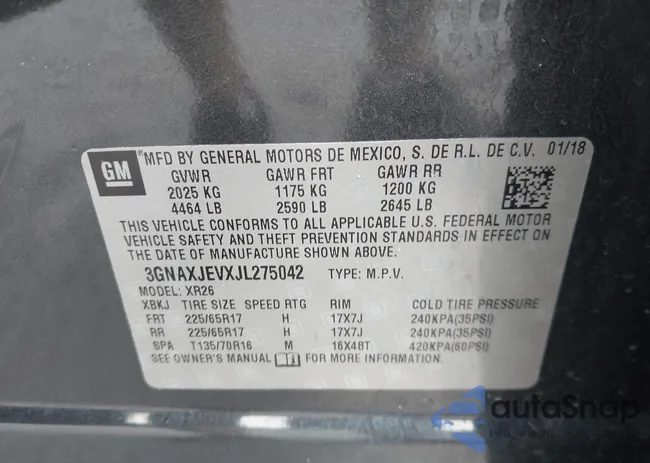 GM
MFD BY GENERAL MOTORS DE MEXICO, S. DE R.L. DE C.V. 01/18
GVWR GAWR FRT GAWR RR
2025 KG 1175 KG 1200 KG
4464 LB 2590 LB 2645 LB
THIS VEHICLE CONFORMS TO ALL APPLICABLE U.S. FEDERAL MOTOR
VEHICLE SAFETY AND THEFT PREVENTION STANDARDS IN EFFECT ON
THE DATE OF MANUFACTURE SHOWN ABOVE.
3GNAXJEVXJL275042 TYPE: M.P.V.
MODEL: XR26
XBKJ TIRE SIZE SPEED RTG RIM COLD TIRE PRESSURE
FRT 225/65R17 H 17X7J 240KPA(35PSI)
RR 225/65R17 H 17X7J 240KPA(35PSI)
SPA T135/70R16 M 16X4BT 420KPA(60PSI)
SEE OWNER'S MANUAL FOR MORE INFORMATION
autoSnap